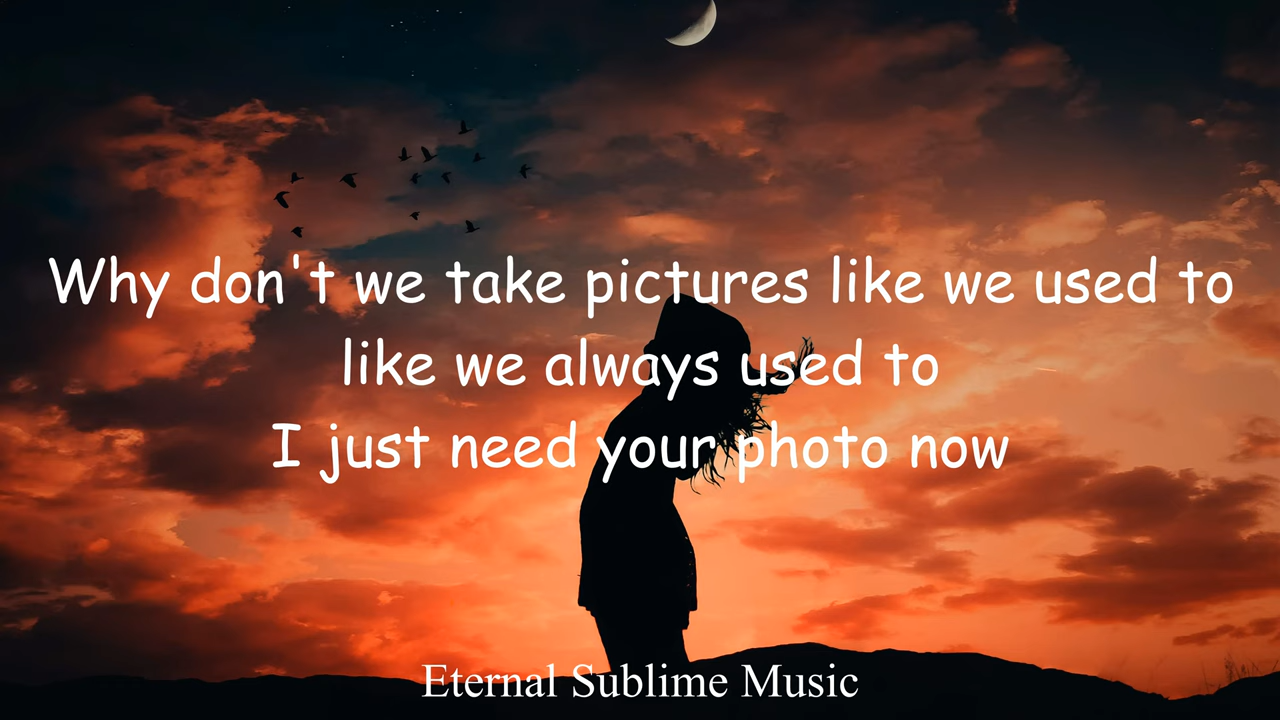 Why don't we take pictures like we used to
like we always used to
I just need your photo now
Eternal Sublime Music